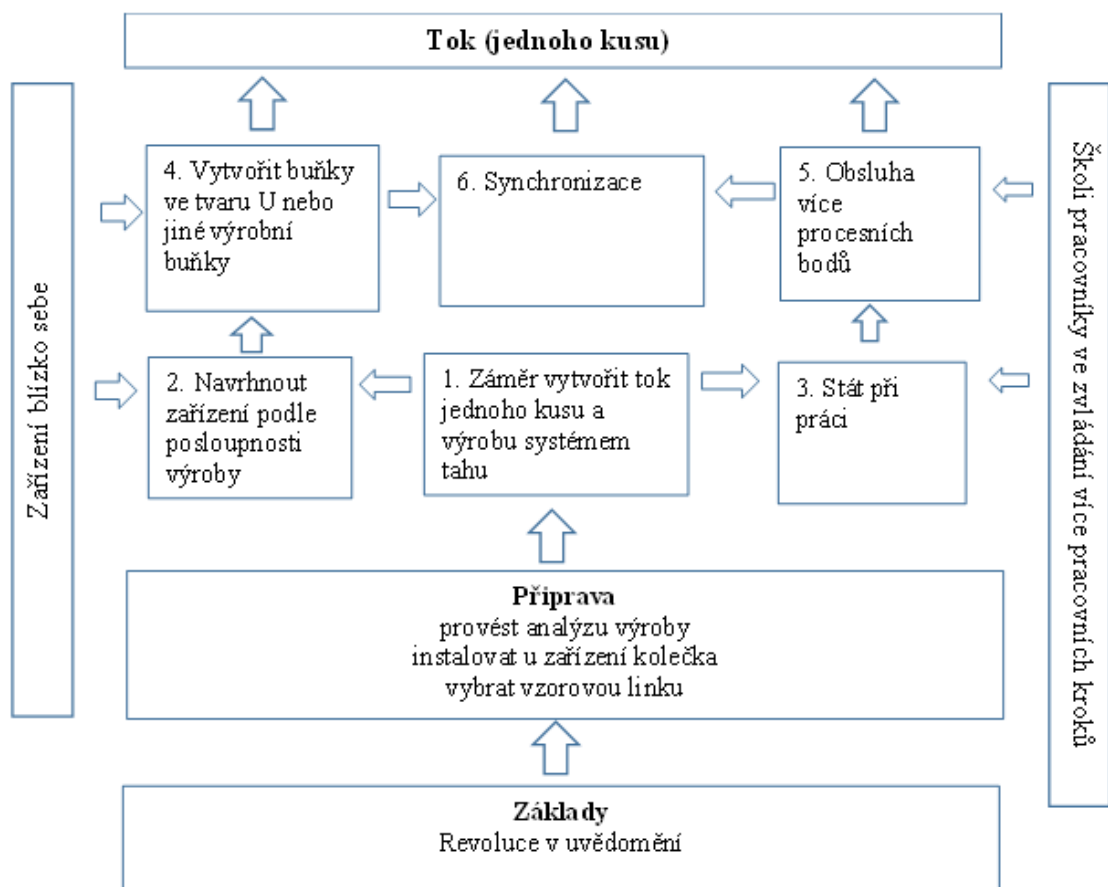 Tok (jednoho kusu)
Zařízení blízko sebe
4. Vytvořit buňky
ve tvaru U nebo
jiné výrobní
buňky
6. Synchronizace
5. Obsluha
více
procesních
bodů
Školi pracovníky ve zvládání více pracovních kroků
2. Navrhnout
zařízení podle
posloupnosti
výroby
1. Záměr vytvořit tok
jednoho kusu a
výrobu systémem
tahu
3. Stát při
práci
Připrava
provést analýzu výroby
instalovat u zařízení kolečka
vybrat vzorovou linku
Základy
Revoluce v uvědomění